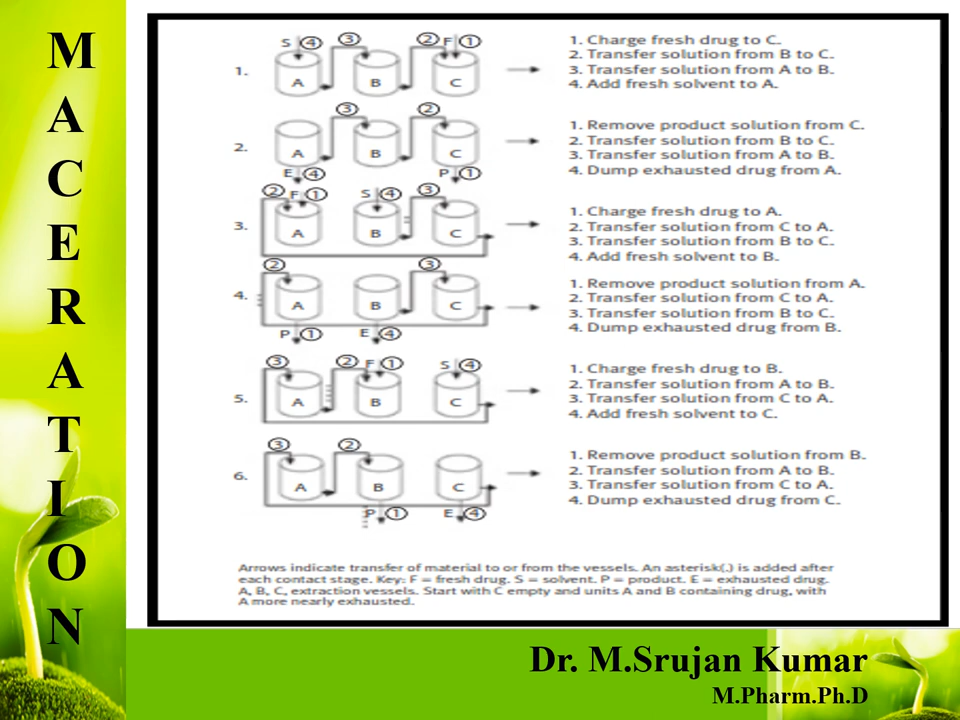 MACERATION
S 4 3 2 F 1
1. A B C
1. Charge fresh drug to C.
2. Transfer solution from B to C.
3. Transfer solution from A to B.
4. Add fresh solvent to A.
3 2
2. A B C
E 4 P 1
1. Remove product solution from C.
2. Transfer solution from B to C.
3. Transfer solution from A to B.
4. Dump exhausted drug from A.
2 F 1 S 4 3
3. A B C
1. Charge fresh drug to A.
2. Transfer solution from C to A.
3. Transfer solution from B to C.
4. Add fresh solvent to B.
2 3
4. A B C
P 1 E 4
1. Remove product solution from A.
2. Transfer solution from C to A.
3. Transfer solution from B to C.
4. Dump exhausted drug from B.
3 2 F 1 S 4
5. A B C
1. Charge fresh drug to B.
2. Transfer solution from A to B.
3. Transfer solution from C to A.
4. Add fresh solvent to C.
3 2
6. A B C
P 1 E 4
1. Remove product solution from B.
2. Transfer solution from A to B.
3. Transfer solution from C to A.
4. Dump exhausted drug from C.
Arrows indicate transfer of material to or from the vessels. An asterisk(,) is added after
each contact stage. Key: F = fresh drug. S = solvent. P = product. E = exhausted drug.
A, B, C, extraction vessels. Start with C empty and units A and B containing drug, with
A more nearly exhausted.
Dr. M.Srujan Kumar
M.Pharm.Ph.D